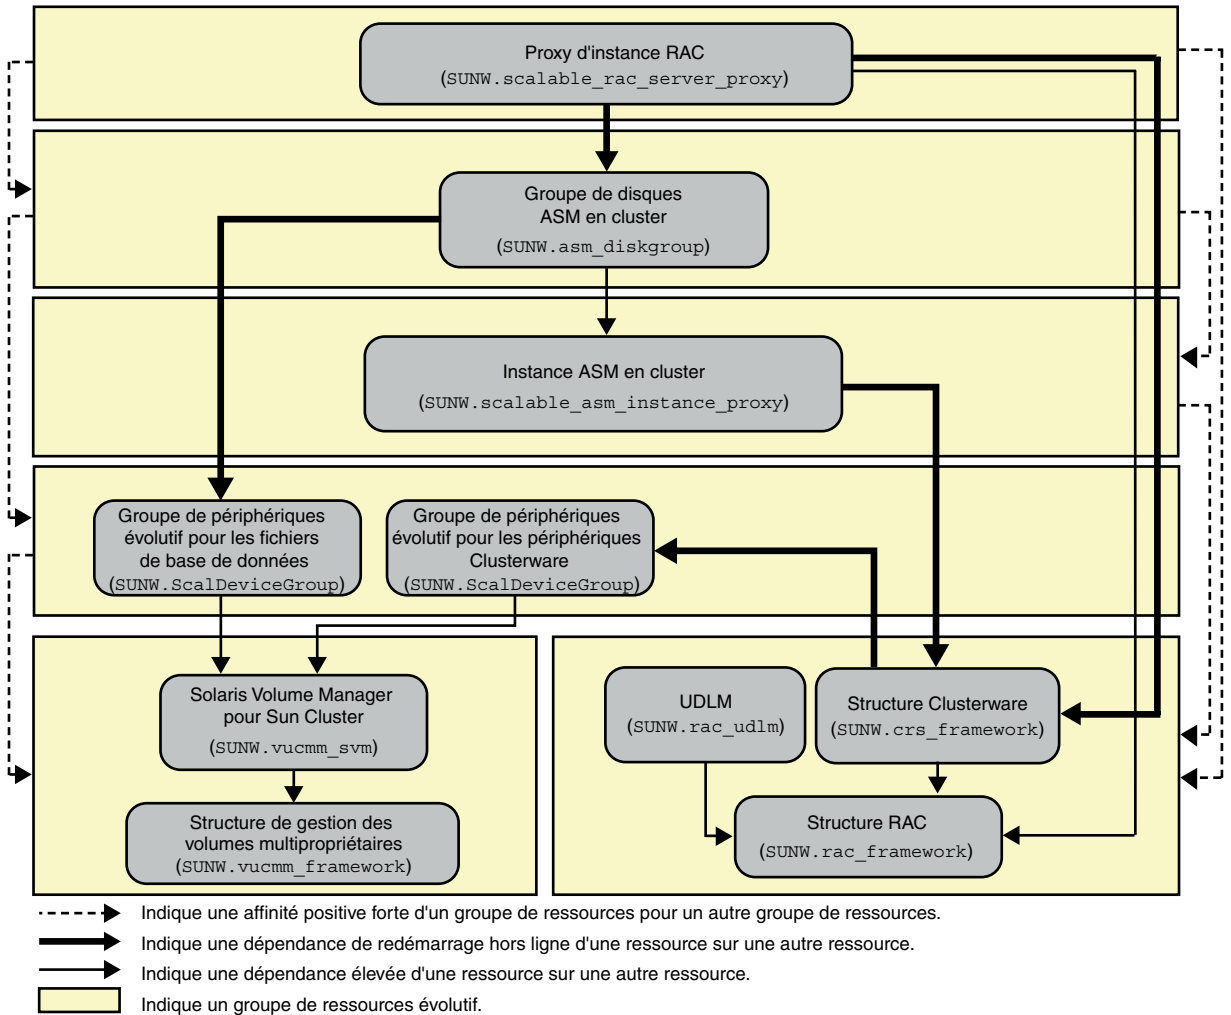 Proxy d'instance RAC
(SUNW.scalable_rac_server_proxy)
Groupe de disques
ASM en cluster
(SUNW.asm_diskgroup)
Instance ASM en cluster
(SUNW.scalable_asm_instance_proxy)
Groupe de périphériques
évolutif pour les fichiers
de base de données
(SUNW.ScalDeviceGroup)
Groupe de périphériques
évolutif pour les périphériques
Clusterware
(SUNW.ScalDeviceGroup)
Solaris Volume Manager
pour Sun Cluster
(SUNW.vucmm_svm)
Structure de gestion des
volumes multipropriétaires
(SUNW.vucmm_framework)
UDLM
(SUNW.rac_udlm)
Structure Clusterware
(SUNW.crs_framework)
Structure RAC
(SUNW.rac_framework)
Indique une affinité positive forte d'un groupe de ressources pour un autre groupe de ressources.
Indique une dépendance de redémarrage hors ligne d'une ressource sur une autre ressource.
Indique une dépendance élevée d'une ressource sur une autre ressource.
Indique un groupe de ressources évolutif.